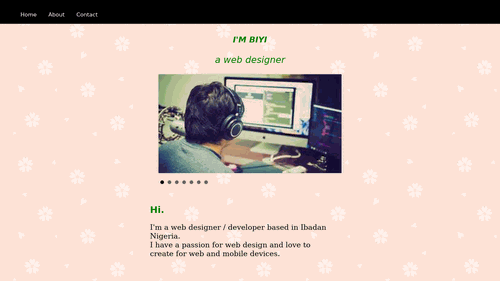 Home About Contact
I'M BIYI
a web designer
Hi.
I'm a web designer / developer based in Ibadan
Nigeria.
I have a passion for web design and love to
create for web and mobile devices.